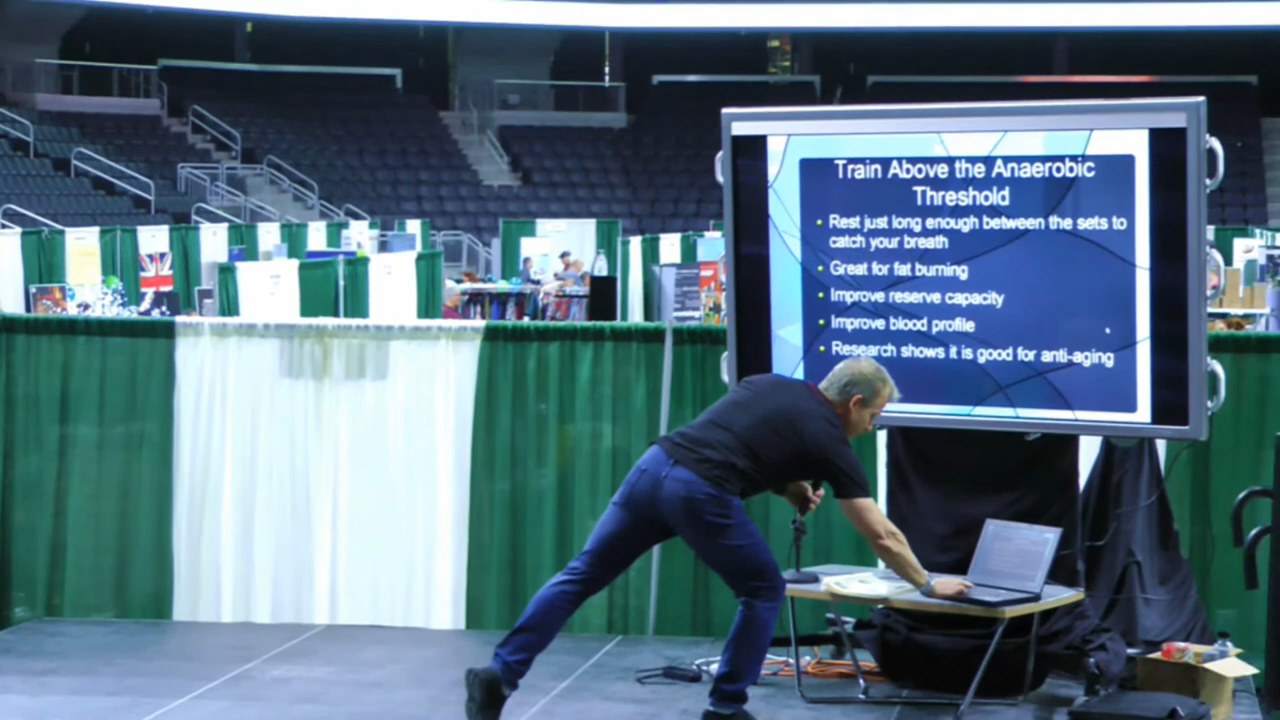 Train Above the Anaerobic
Threshold
Rest just long enough between the sets to
catch your breath
Great for fat burning
Improve reserve capacity
Improve blood profile
Research shows it is good for anti-aging